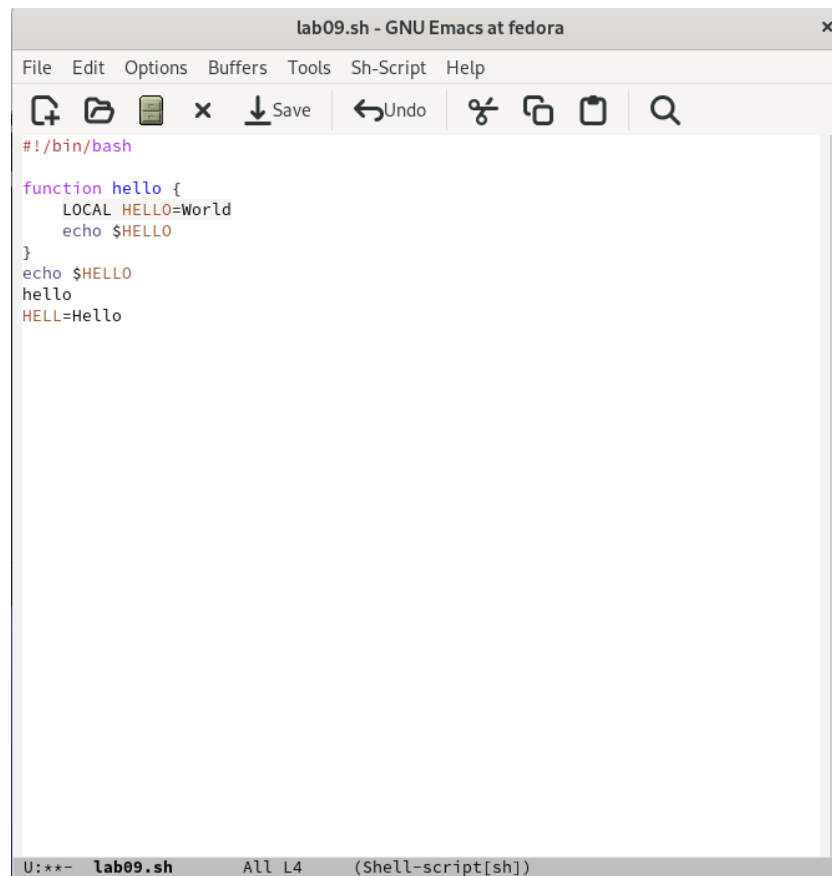 lab09.sh - GNU Emacs at fedora
File Edit Options Buffers Tools Sh-Script Help
Save Undo
#!/bin/bash
function hello {
    LOCAL HELLO=World
    echo $HELLO
}
echo $HELLO
hello
HELL=Hello
U:**- lab09.sh All L4 (Shell-script[sh])